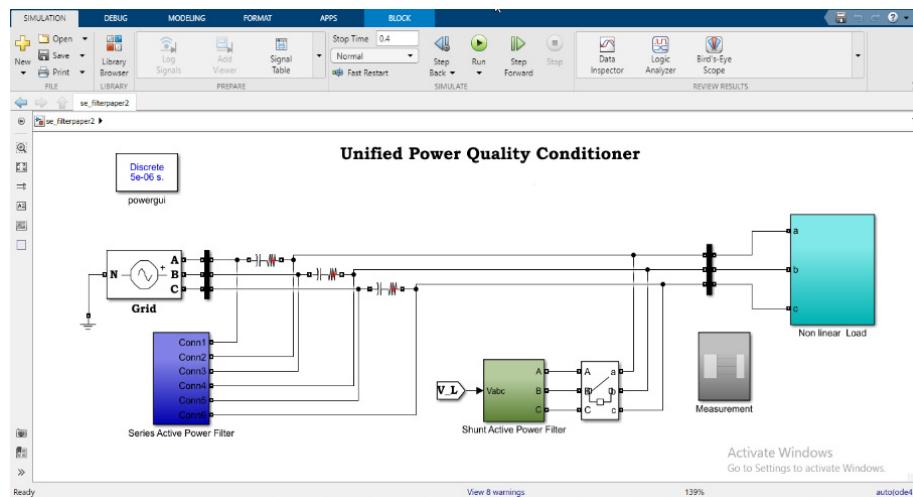 SIMULATION DEBUG MODELING FORMAT APPS BLOCK
New
Open
Save
Print
FILE
Library
Browser
LIBRARY
Log
Signals
Add
Viewer
Signal
Table
PREPARE
Stop Time 0.4
Normal
Fast Restart
Step
Back
Run
Step
Forward
Stop
SIMULATE
Data
Inspector
Logic
Analyzer
Bird's-Eye
Scope
REVIEW RESULTS
se_filterpaper2
se_filterpaper2
Unified Power Quality Conditioner
Discrete
5e-06 s.
powergui
N
A
B
C
Grid
Conn1
Conn2
Conn3
Conn4
Conn5
Conn6
Series Active Power Filter
V_L
Vabc
A
B
C
Shunt Active Power Filter
A a
B b
C c
a
b
c
Non linear Load
Measurement
Activate Windows
Go to Settings to activate Windows.
Ready View 8 warnings 139%